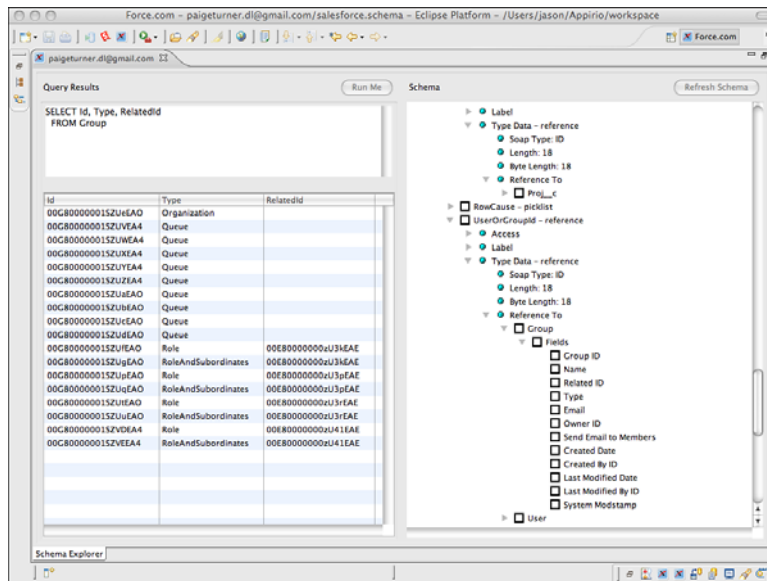 Force.com – paigeturner.dl@gmail.com/salesforce.schema – Eclipse Platform – /Users/jason/Appirio/workspace
Force.com
paigeturner.dl@gmail.com
Query Results
Run Me
SELECT Id, Type, RelatedId
FROM Group
Id Type RelatedId
00G80000001SZUeEAO Organization
00G80000001SZUVEA4 Queue
00G80000001SZUWEA4 Queue
00G80000001SZUXEA4 Queue
00G80000001SZUYEA4 Queue
00G80000001SZUZEA4 Queue
00G80000001SZUaEAO Queue
00G80000001SZUbEAO Queue
00G80000001SZUcEAO Queue
00G80000001SZUdEAO Queue
00G80000001SZUfEAO Role 00E80000000zU3kEAE
00G80000001SZUgEAO RoleAndSubordinates 00E80000000zU3kEAE
00G80000001SZUpEAO Role 00E80000000zU3pEAE
00G80000001SZUqEAO RoleAndSubordinates 00E80000000zU3pEAE
00G80000001SZUtEAO Role 00E80000000zU3rEAE
00G80000001SZUuEAO RoleAndSubordinates 00E80000000zU3rEAE
00G80000001SZVDEA4 Role 00E80000000zU41EAE
00G80000001SZVEEA4 RoleAndSubordinates 00E80000000zU41EAE
Schema
Refresh Schema
Label
Type Data – reference
Soap Type: ID
Length: 18
Byte Length: 18
Reference To
Proj__c
RowCause – picklist
UserOrGroupId – reference
Access
Label
Type Data – reference
Soap Type: ID
Length: 18
Byte Length: 18
Reference To
Group
Fields
Group ID
Name
Related ID
Type
Email
Owner ID
Send Email to Members
Created Date
Created By ID
Last Modified Date
Last Modified By ID
System Modstamp
User
Schema Explorer